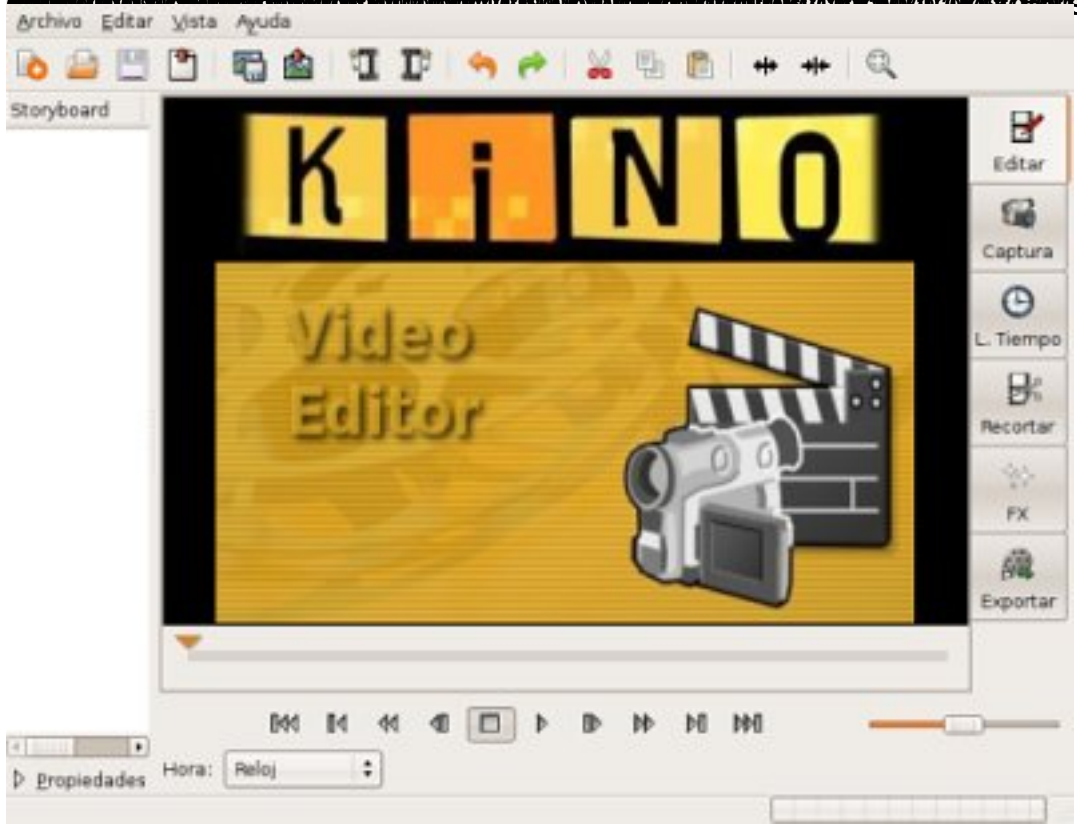 Archivo Editar Vista Ayuda
Storyboard
KiNO
Video
Editor
Editar
Captura
L. Tiempo
Recortar
FX
Exportar
Hora: Reloj
Propiedades